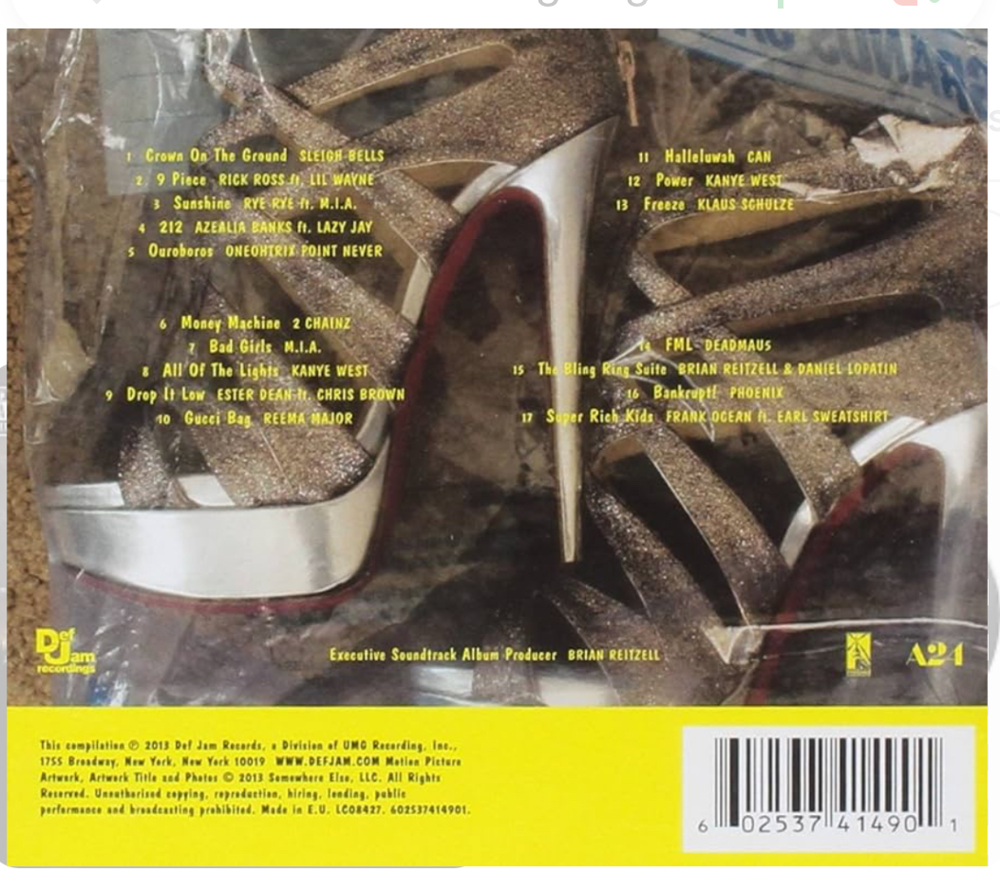 1 Crown On The Ground SLEIGH BELLS
2 9 Piece RICK ROSS ft. LIL WAYNE
3 Sunshine RYE RYE ft. M.I.A.
4 212 AZEALIA BANKS ft. LAZY JAY
5 Ouroboros ONEOHTRIX POINT NEVER
6 Money Machine 2 CHAINZ
7 Bad Girls M.I.A.
8 All Of The Lights KANYE WEST
9 Drop It Low ESTER DEAN ft. CHRIS BROWN
10 Gucci Bag REEMA MAJOR
11 Halleluwah CAN
12 Power KANYE WEST
13 Freeze KLAUS SCHULZE
14 FML DEADMAU5
15 The Bling Ring Suite BRIAN REITZELL & DANIEL LOPATIN
16 Bankrupt! PHOENIX
17 Super Rich Kids FRANK OCEAN ft. EARL SWEATSHIRT
Def Jam recordings
Executive Soundtrack Album Producer BRIAN REITZELL
A24
This compilation ℗ 2013 Def Jam Records, a Division of UMG Recording, Inc.,
1755 Broadway, New York, New York 10019 WWW.DEFJAM.COM Motion Picture
Artwork, Artwork Title and Photos © 2013 Somewhere Else, LLC. All Rights
Reserved. Unauthorised copying, reproduction, hiring, lending, public
performance and broadcasting prohibited. Made in E.U. LC08427. 602537414901.
6 02537 41490 1